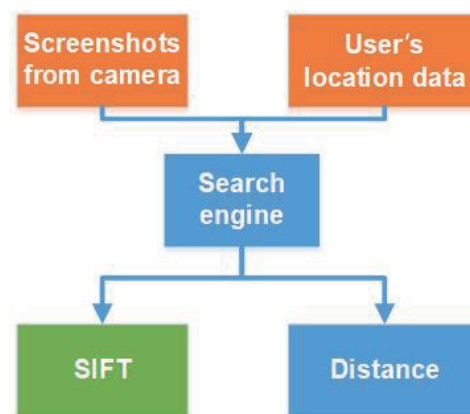 Screenshots
from camera
User's
location data
Search
engine
SIFT
Distance